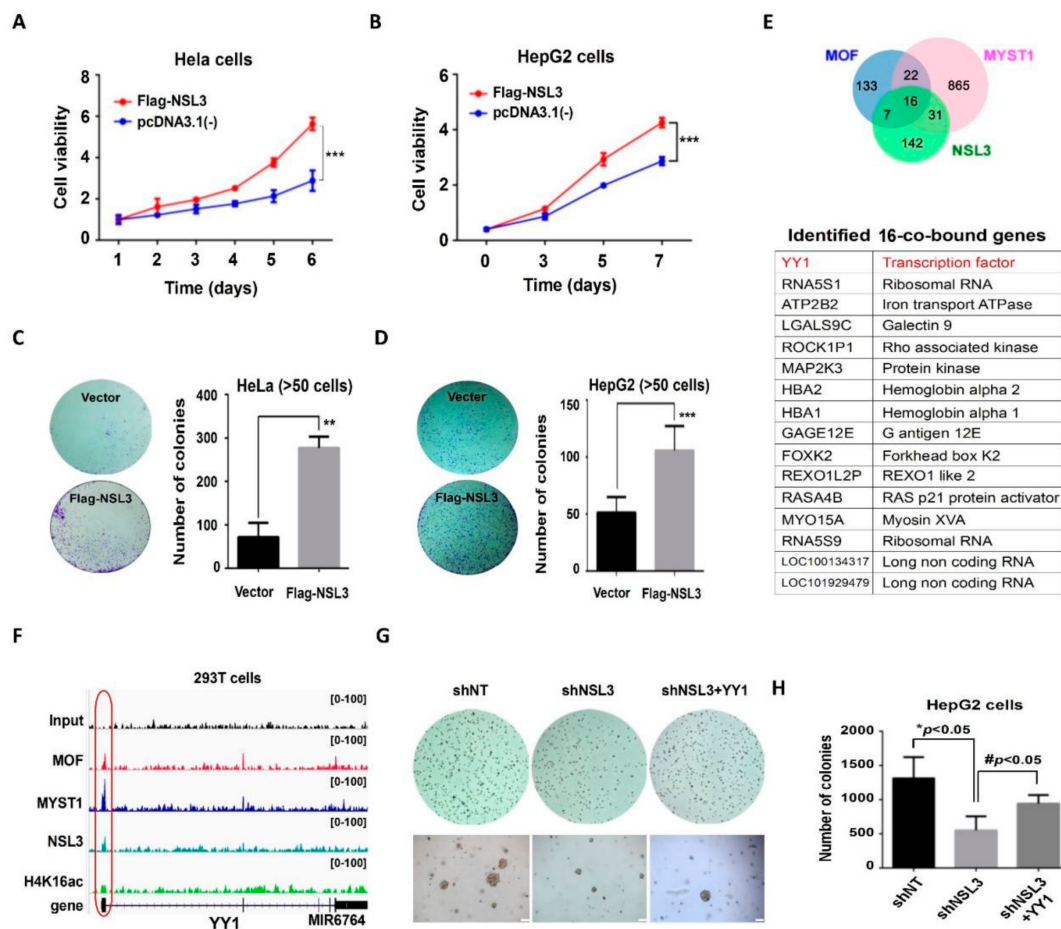 A
Hela cells
Cell viability
8
6
4
2
0
Flag-NSL3
pcDNA3.1(-)
***
1 2 3 4 5 6
Time (days)
B
HepG2 cells
Cell viability
6
4
2
0
Flag-NSL3
pcDNA3.1(-)
***
0 3 5 7
Time (days)
C
Vector
Flag-NSL3
HeLa (>50 cells)
Number of colonies
400
300
200
100
0
**
Vector Flag-NSL3
D
Vecter
Flag-NSL3
HepG2 (>50 cells)
Number of colonies
150
100
50
0
***
Vector Flag-NSL3
E
MOF
MYST1
NSL3
133
22
865
16
7
31
142
Identified 16-co-bound genes
YY1 Transcription factor
RNA5S1 Ribosomal RNA
ATP2B2 Iron transport ATPase
LGALS9C Galectin 9
ROCK1P1 Rho associated kinase
MAP2K3 Protein kinase
HBA2 Hemoglobin alpha 2
HBA1 Hemoglobin alpha 1
GAGE12E G antigen 12E
FOXK2 Forkhead box K2
REXO1L2P REXO1 like 2
RASA4B RAS p21 protein activator
MYO15A Myosin XVA
RNA5S9 Ribosomal RNA
LOC100134317 Long non coding RNA
LOC101929479 Long non coding RNA
F
293T cells
Input [0-100]
MOF [0-100]
MYST1 [0-100]
NSL3 [0-100]
H4K16ac [0-100]
gene
YY1 MIR6764
G
shNT shNSL3 shNSL3+YY1
H
HepG2 cells
Number of colonies
2000
1500
1000
500
0
*p<0.05
#p<0.05
shNT
shNSL3
shNSL3
+YY1